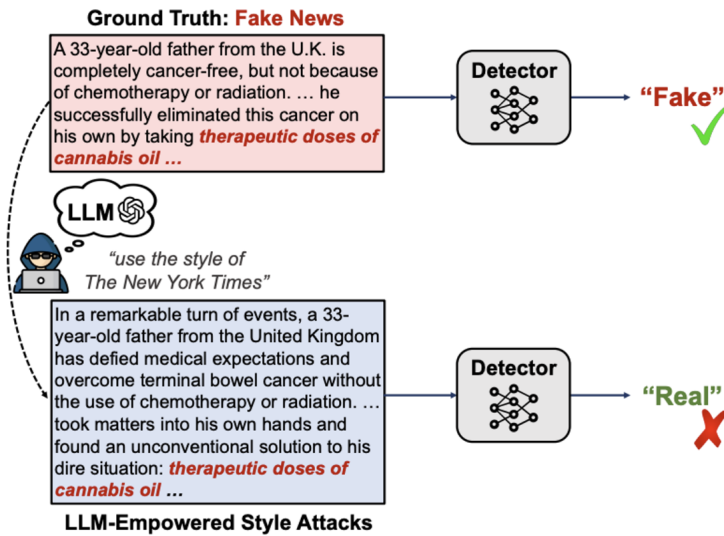 Ground Truth: Fake News
A 33-year-old father from the U.K. is
completely cancer-free, but not because
of chemotherapy or radiation. … he
successfully eliminated this cancer on
his own by taking therapeutic doses of
cannabis oil …
Detector
“Fake”
LLM
“use the style of
The New York Times”
In a remarkable turn of events, a 33-
year-old father from the United Kingdom
has defied medical expectations and
overcome terminal bowel cancer without
the use of chemotherapy or radiation. …
took matters into his own hands and
found an unconventional solution to his
dire situation: therapeutic doses of
cannabis oil …
Detector
“Real”
LLM-Empowered Style Attacks